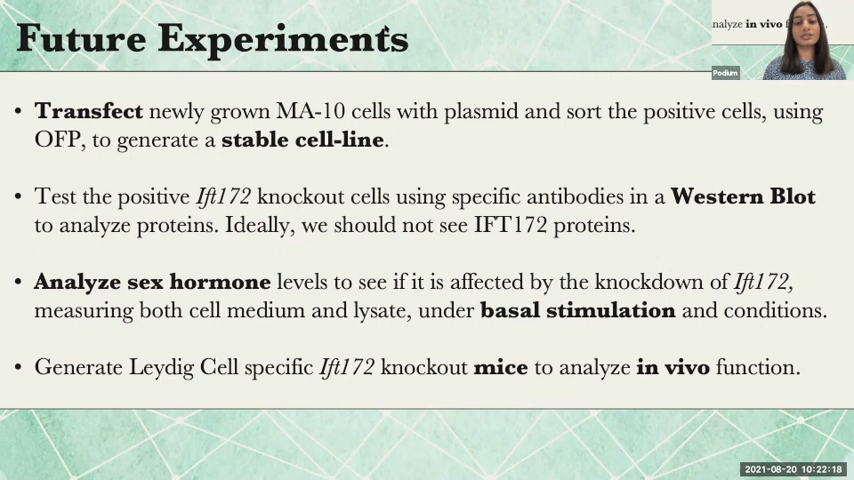 Future Experiments
nalyze in vivo f
Podium
• Transfect newly grown MA-10 cells with plasmid and sort the positive cells, using
OFP, to generate a stable cell-line.
• Test the positive Ift172 knockout cells using specific antibodies in a Western Blot
to analyze proteins. Ideally, we should not see IFT172 proteins.
• Analyze sex hormone levels to see if it is affected by the knockdown of Ift172,
measuring both cell medium and lysate, under basal stimulation and conditions.
• Generate Leydig Cell specific Ift172 knockout mice to analyze in vivo function.
2021-08-20 10:22:18